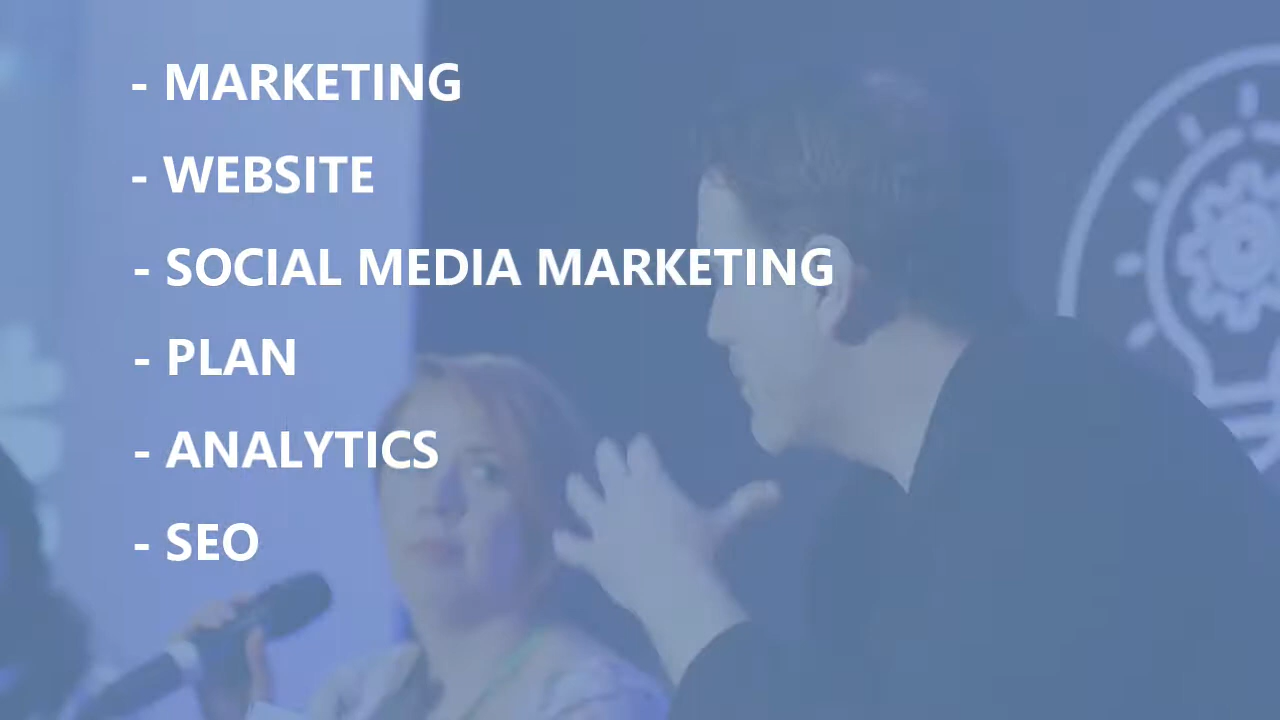 - MARKETING
- WEBSITE
- SOCIAL MEDIA MARKETING
- PLAN
- ANALYTICS
- SEO